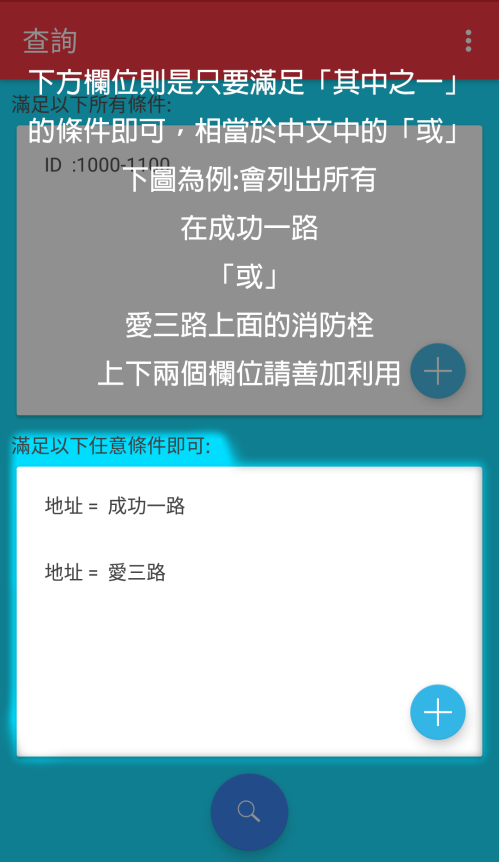 查詢
下方欄位則是只要滿足「其中之一」
滿足以下所有條件:
的條件即可，相當於中文中的「或」
ID :1000-1100
下圖為例:會列出所有
在成功一路
「或」
愛三路上面的消防栓
上下兩個欄位請善加利用
滿足以下任意條件即可:
地址 = 成功一路
地址 = 愛三路